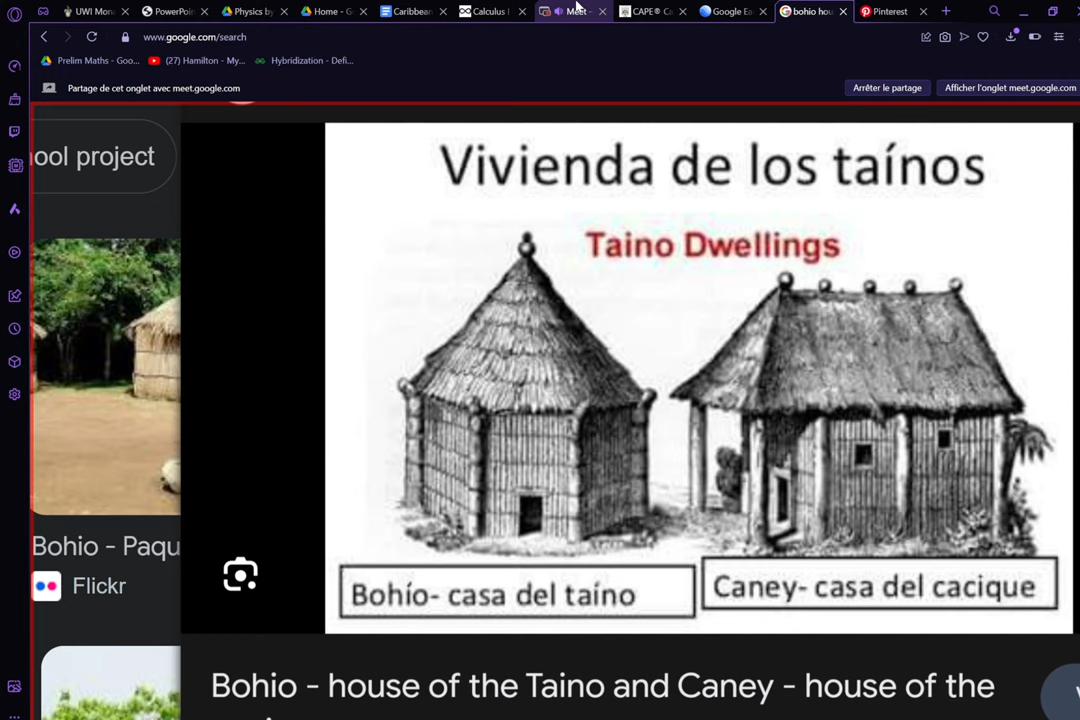 UWI Mona
PowerPoin
Physics by
Home - G
Caribbean
Calculus I
Meet -
CAPE® C
Google Ea
bohio hou
Pinterest
www.google.com/search
Prelim Maths - Goo...
(27) Hamilton - My...
Hybridization - Defi...
Partage de cet onglet avec meet.google.com
Arrêter le partage
Afficher l'onglet meet.google.com
ool project
Vivienda de los taínos
Taino Dwellings
Bohío- casa del taíno
Caney- casa del cacique
Bohio - Paqu
Flickr
Bohio - house of the Taino and Caney - house of the